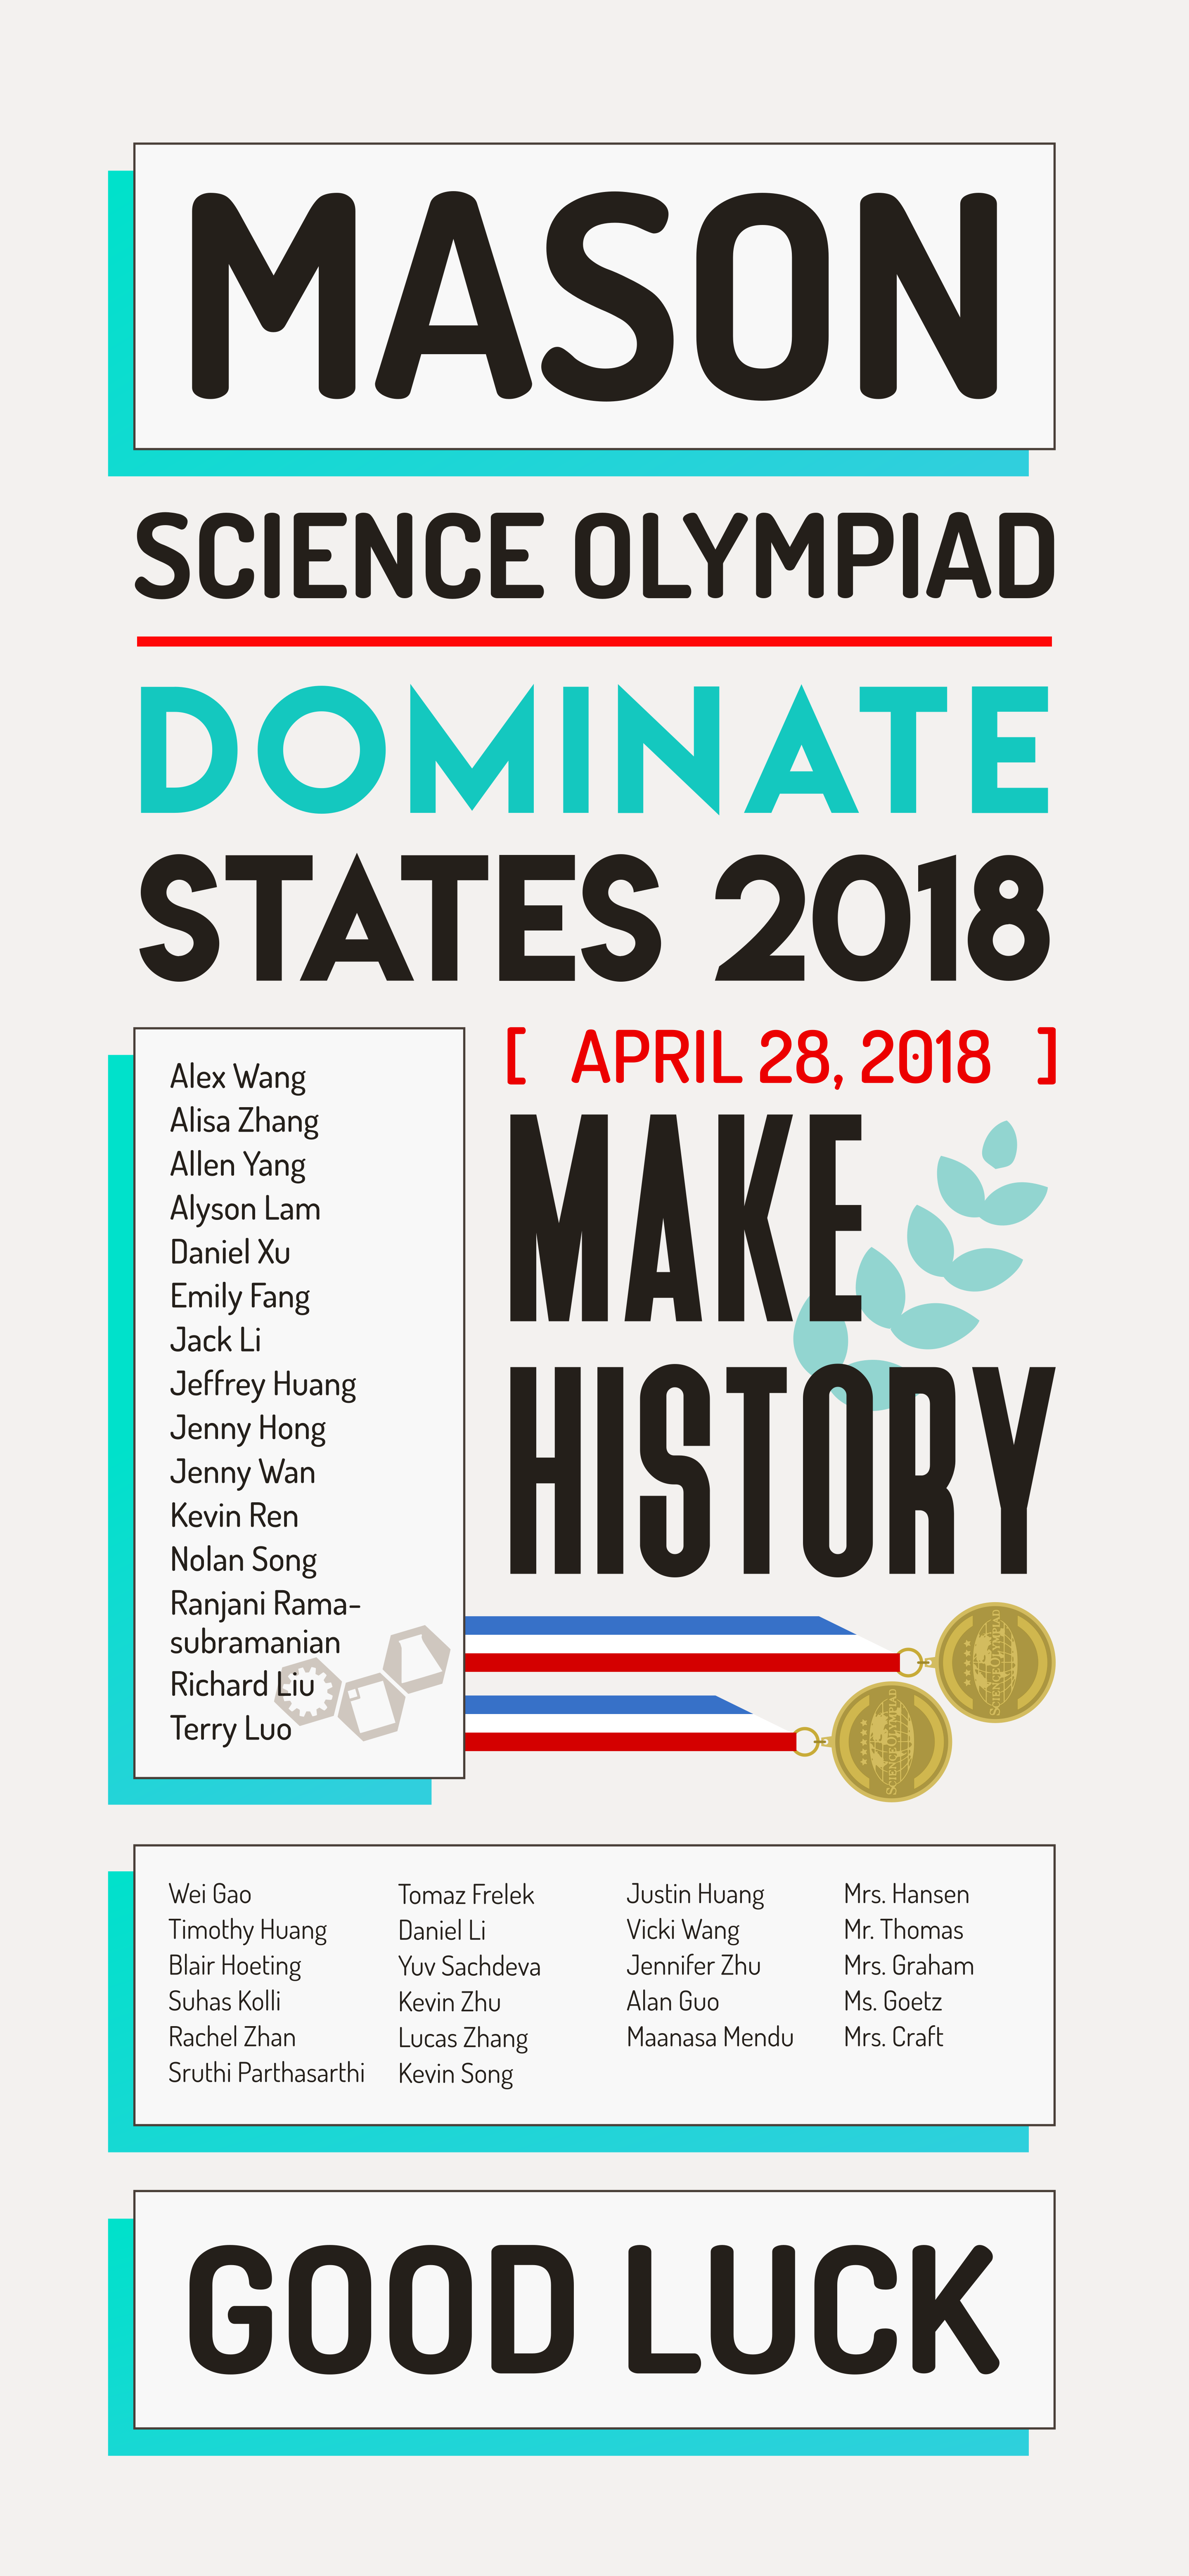 MASON
SCIENCE OLYMPIAD
DOMINATE
STATES 2018
Alex Wang
Alisa Zhang
Allen Yang
Alyson Lam
Daniel Xu
Emily Fang
Jack Li
Jeffrey Huang
Jenny Hong
Jenny Wan
Kevin Ren
Nolan Song
Ranjani Rama-
subramanian
Richard Liu
Terry Luo
[ APRIL 28, 2018 ]
MAKE
HISTORY
SCIENCE OLYMPIAD
SCIENCE OLYMPIAD
Wei Gao
Timothy Huang
Blair Hoeting
Suhas Kolli
Rachel Zhan
Sruthi Parthasarthi
Tomaz Frelek
Daniel Li
Yuv Sachdeva
Kevin Zhu
Lucas Zhang
Kevin Song
Justin Huang
Vicki Wang
Jennifer Zhu
Alan Guo
Maanasa Mendu
Mrs. Hansen
Mr. Thomas
Mrs. Graham
Ms. Goetz
Mrs. Craft
GOOD LUCK